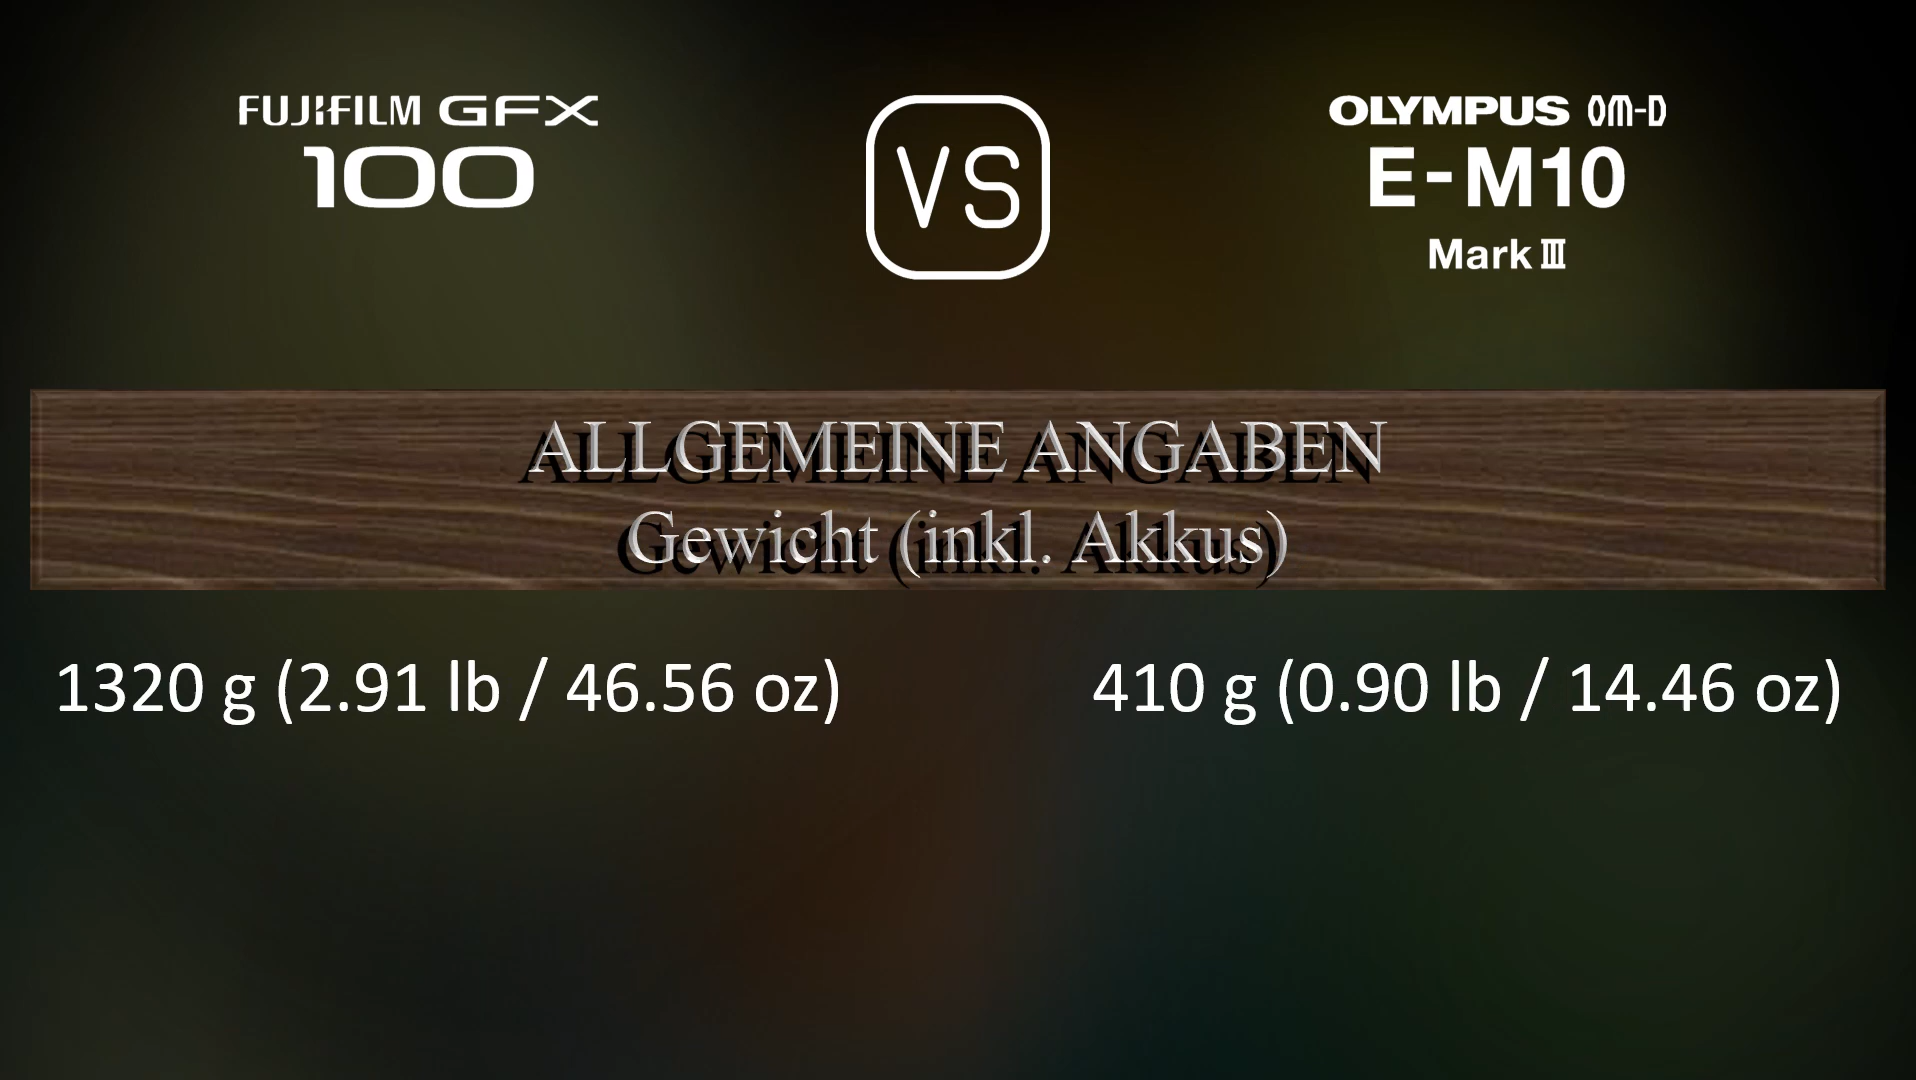 FUJIFILM GFX
100
VS
OLYMPUS OM-D
E-M10
Mark III
ALLGEMEINE ANGABEN
Gewicht (inkl. Akkus)
1320 g (2.91 lb / 46.56 oz)
410 g (0.90 lb / 14.46 oz)